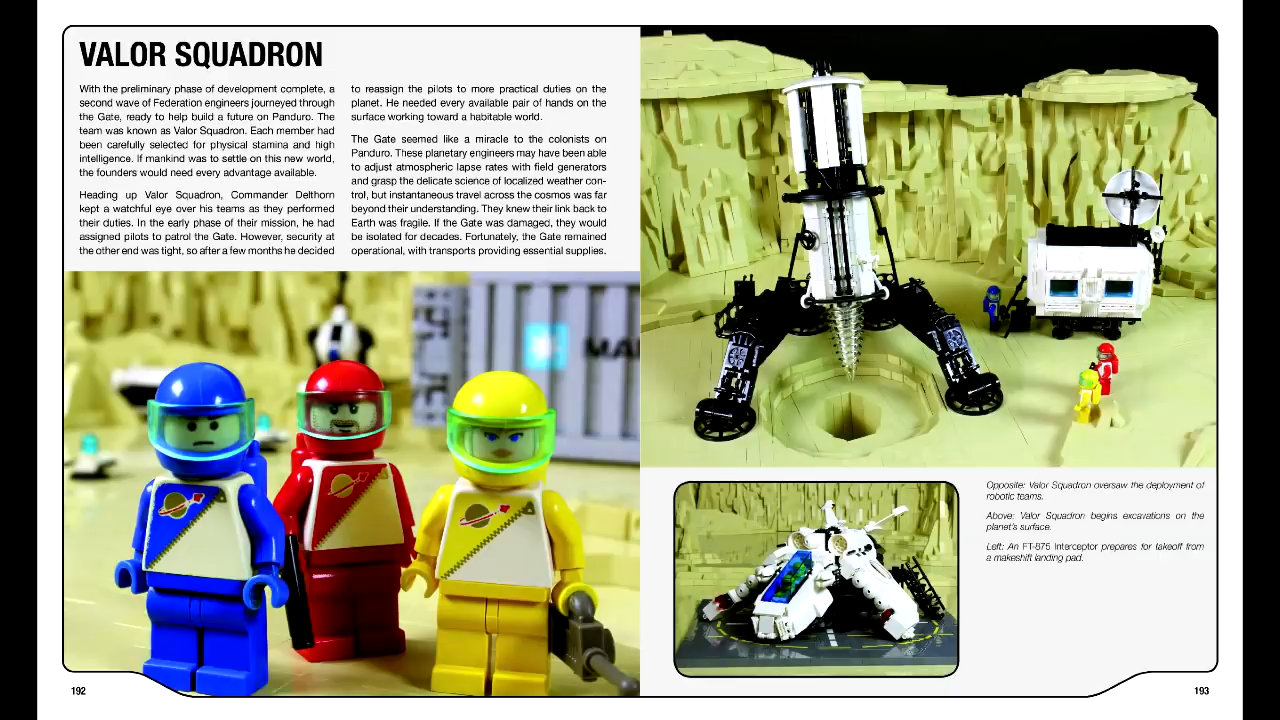 VALOR SQUADRON
With the preliminary phase of development complete, a
second wave of Federation engineers journeyed through
the Gate, ready to help build a future on Panduro. The
team was known as Valor Squadron. Each member had
been carefully selected for physical stamina and high
intelligence. If mankind was to settle on this new world,
the founders would need every advantage available.
Heading up Valor Squadron, Commander Delthorn
kept a watchful eye over his teams as they performed
their duties. In the early phase of their mission, he had
assigned pilots to patrol the Gate. However, security at
the other end was tight, so after a few months he decided
to reassign the pilots to more practical duties on the
planet. He needed every available pair of hands on the
surface working toward a habitable world.
The Gate seemed like a miracle to the colonists on
Panduro. These planetary engineers may have been able
to adjust atmospheric lapse rates with field generators
and grasp the delicate science of localized weather con-
trol, but instantaneous travel across the cosmos was far
beyond their understanding. They knew their link back to
Earth was fragile. If the Gate was damaged, they would
be isolated for decades. Fortunately, the Gate remained
operational, with transports providing essential supplies.
Opposite: Valor Squadron oversaw the deployment of
robotic teams.
Above: Valor Squadron begins excavations on the
planet's surface.
Left: An FT-875 Interceptor prepares for takeoff from
a makeshift landing pad.
192
193